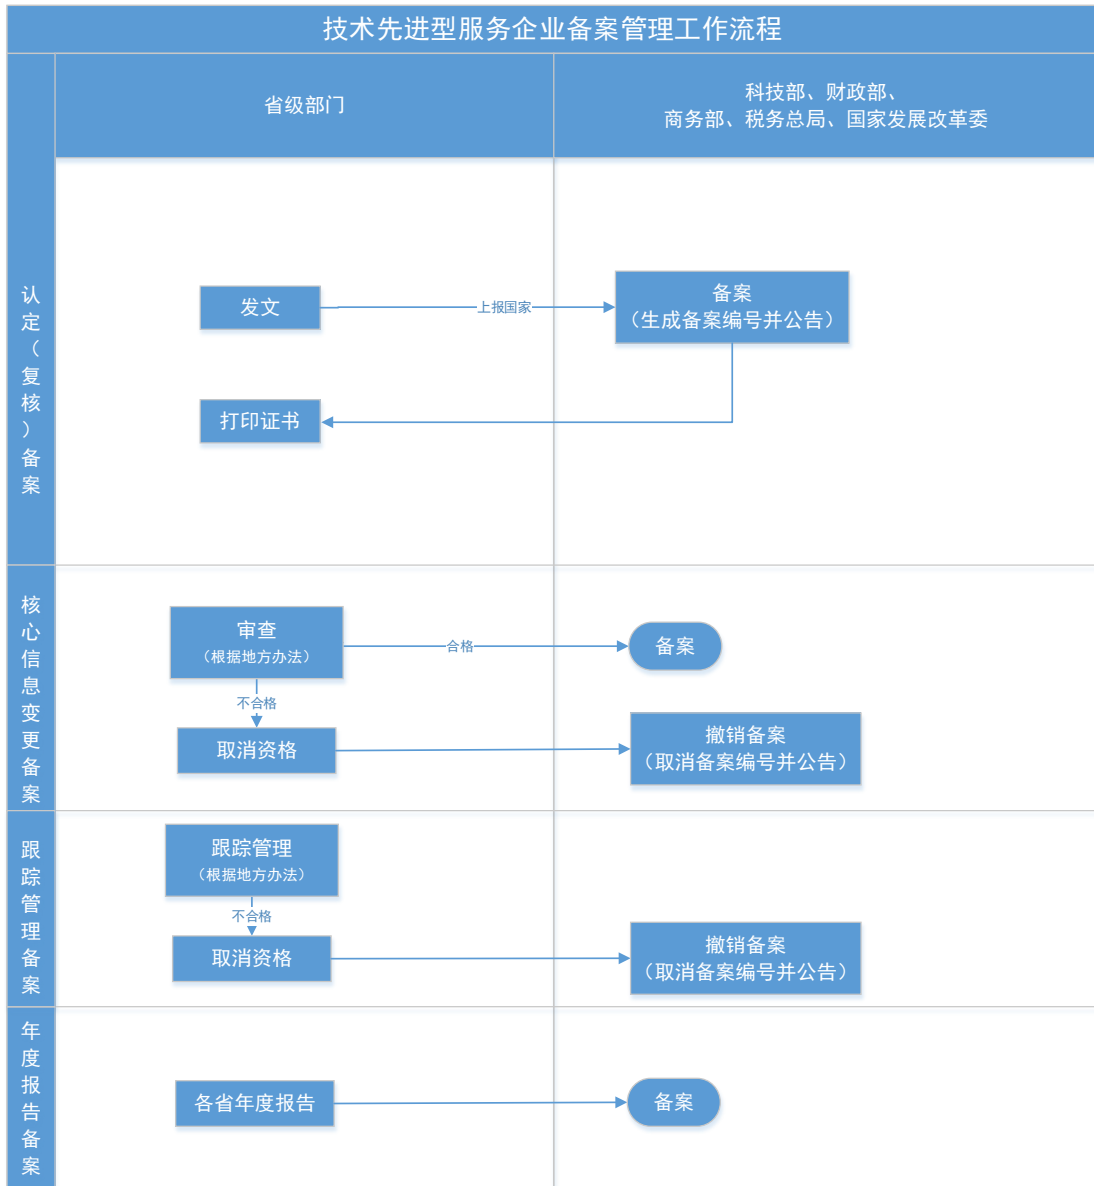 技术先进型服务企业备案管理工作流程
省级部门
科技部、财政部、
商务部、税务总局、国家发展改革委
认定（复核）备案
发文
上报国家
备案
（生成备案编号并公告）
打印证书
核心信息变更备案
审查
（根据地方办法）
合格
备案
不合格
取消资格
撤销备案
（取消备案编号并公告）
跟踪管理备案
跟踪管理
（根据地方办法）
不合格
取消资格
撤销备案
（取消备案编号并公告）
年度报告备案
各省年度报告
备案